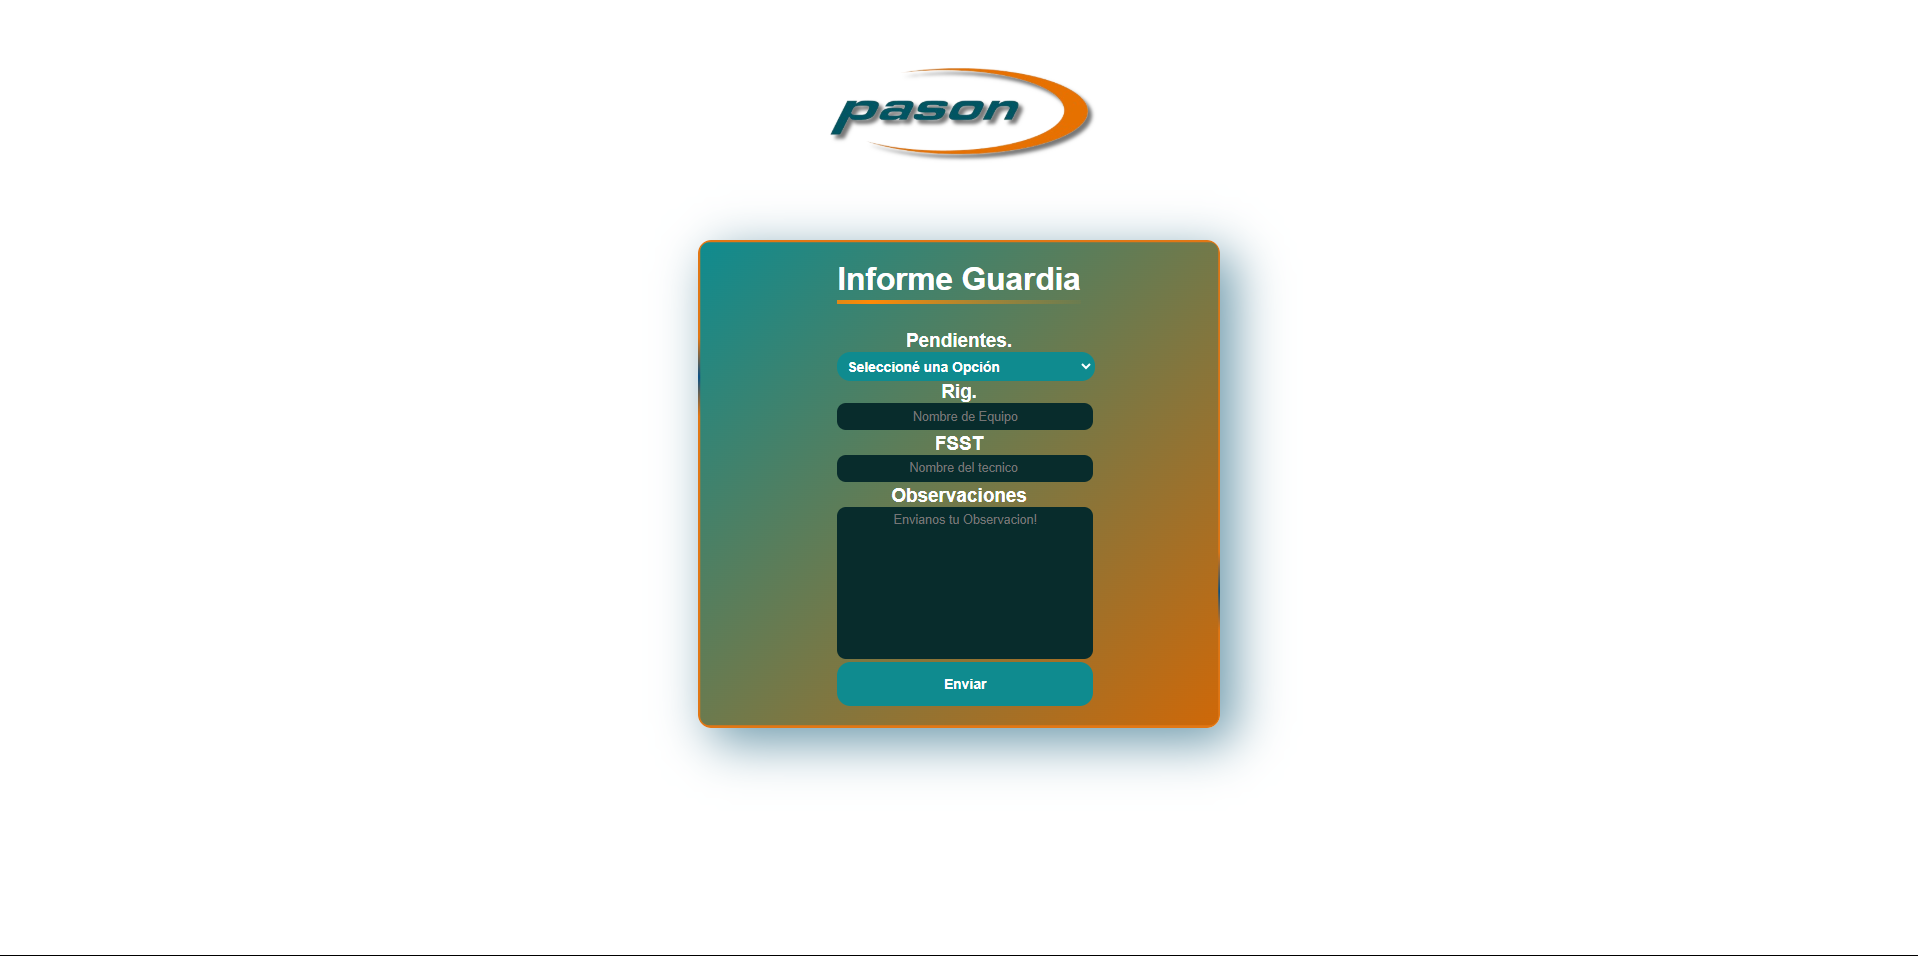 pason
Informe Guardia
Pendientes.
Seleccioné una Opción
Rig.
Nombre de Equipo
FSST
Nombre del tecnico
Observaciones
Envianos tu Observacion!
Enviar